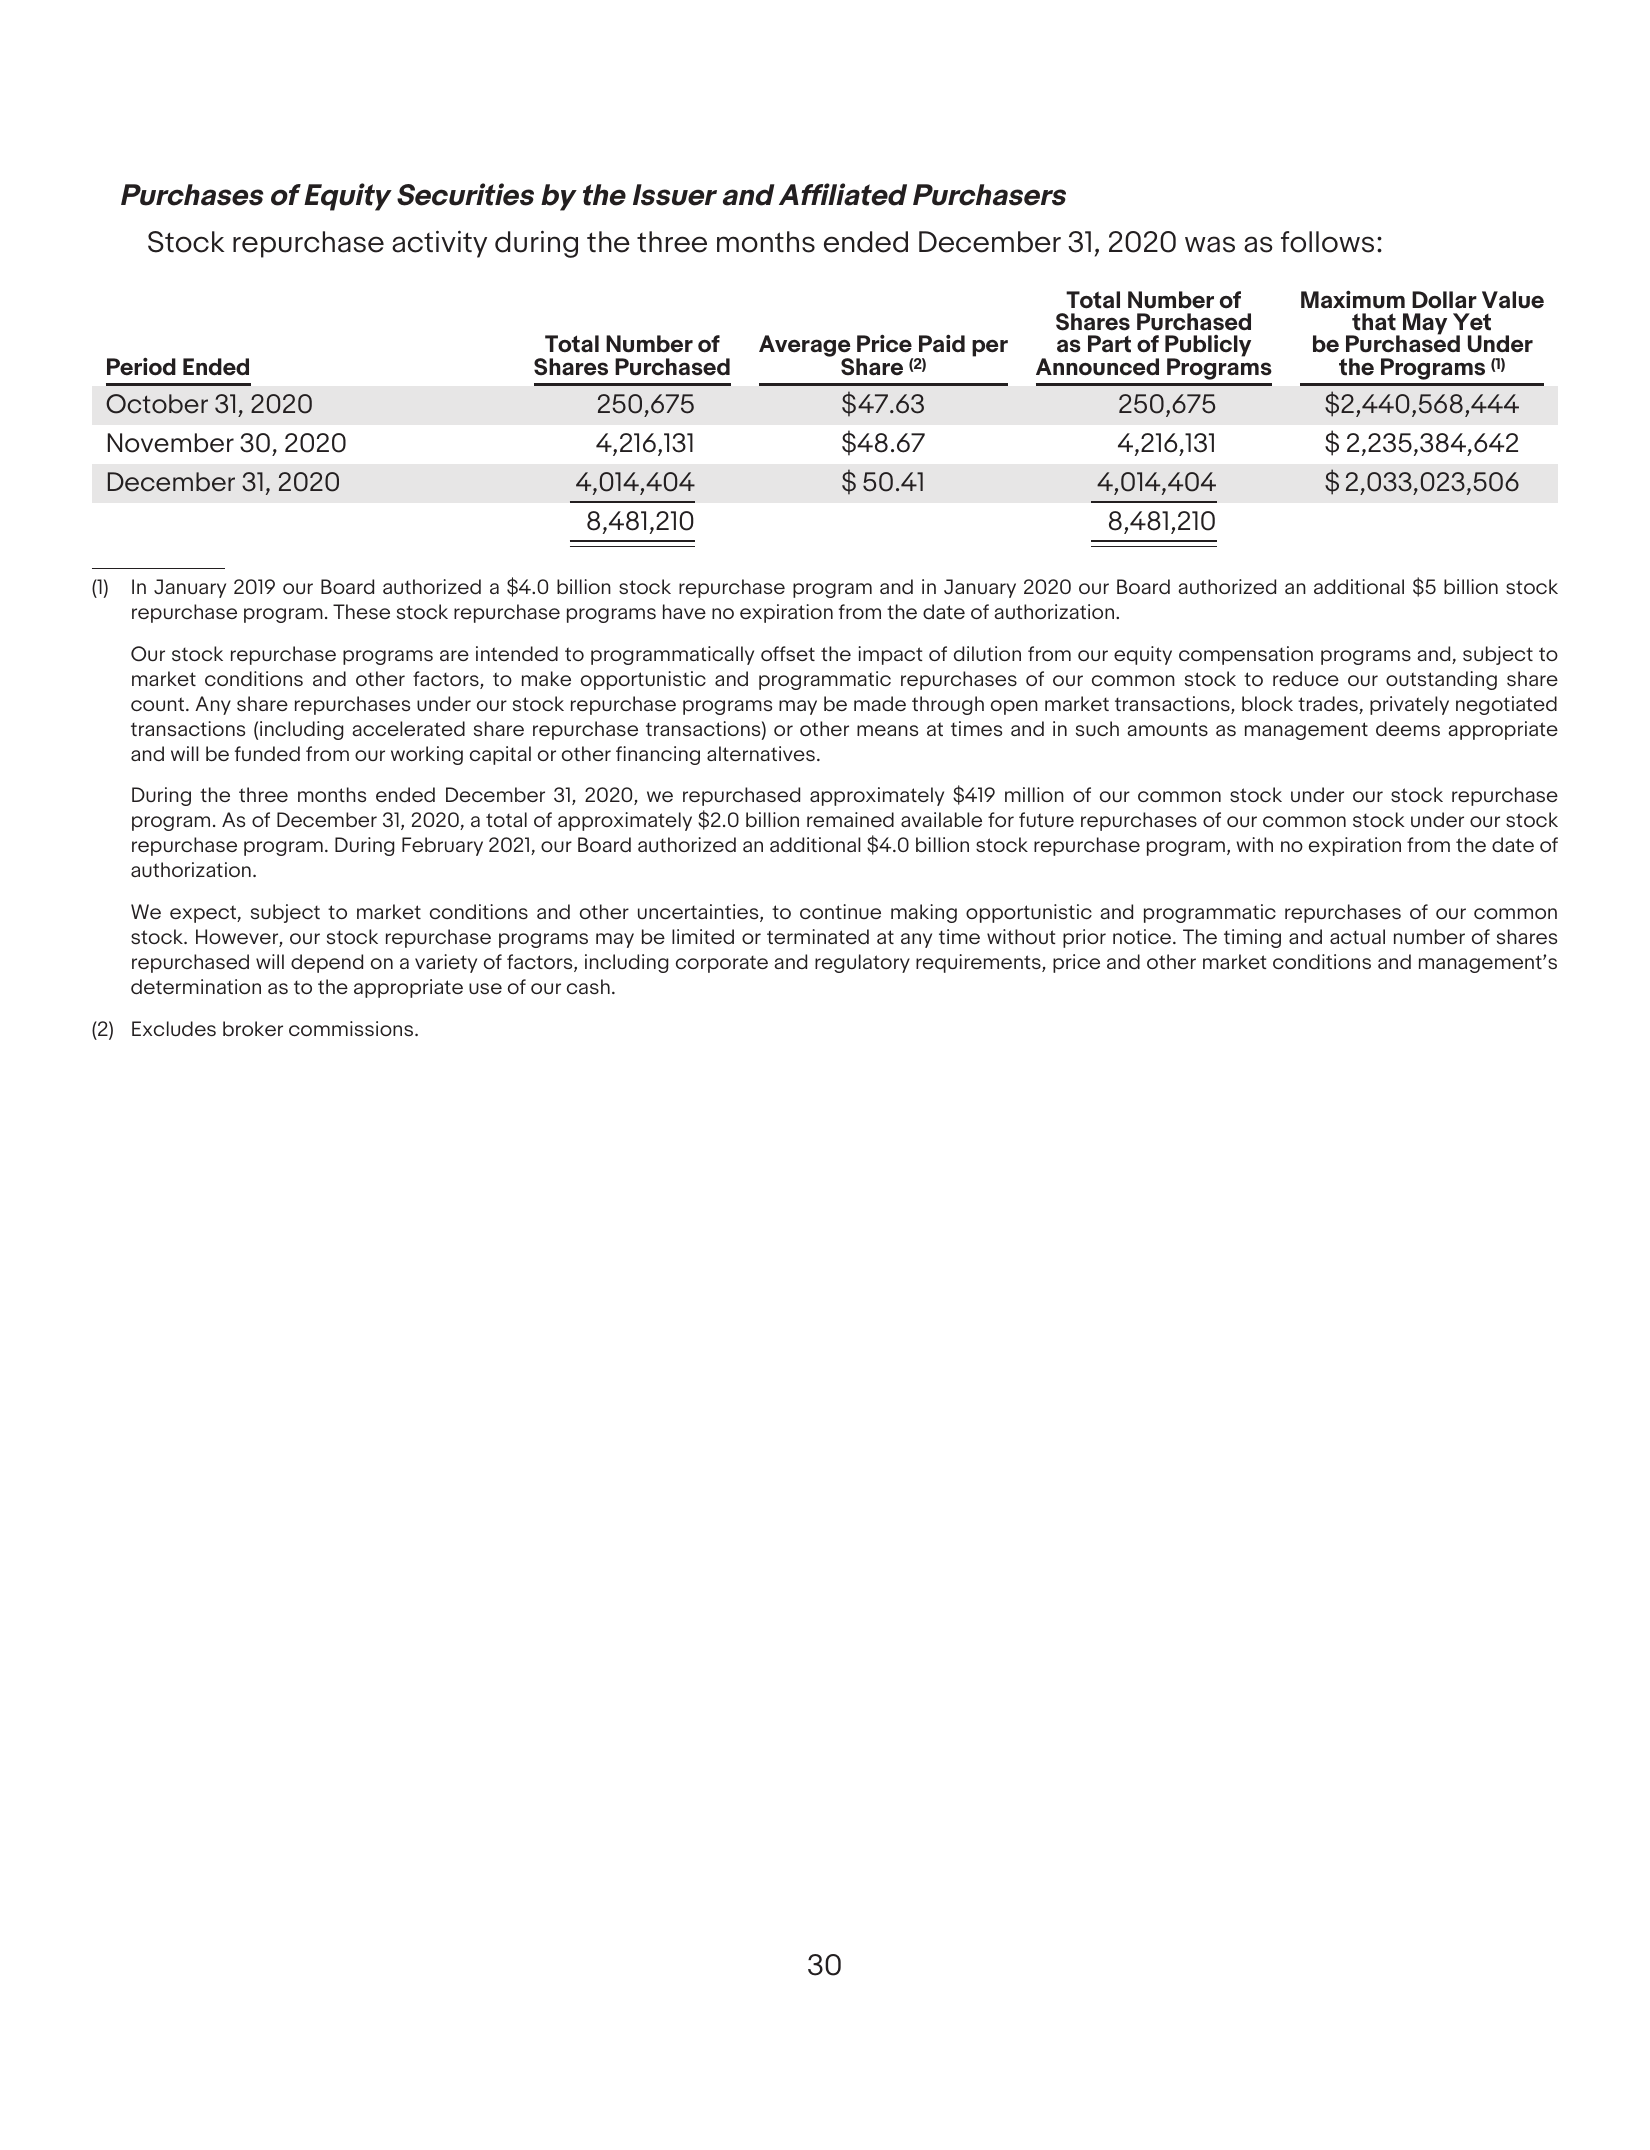 Purchases of Equity Securities by the Issuer and Affiliated Purchasers
Stock repurchase activity during the three months ended December 31, 2020 was as follows:
Period Ended
Total Number of
Shares Purchased
Average Price Paid per
Share (2)
Total Number of
Shares Purchased
as Part of Publicly
Announced Programs
Maximum Dollar Value
that May Yet
be Purchased Under
the Programs (1)
October 31, 2020 250,675 $47.63 250,675 $2,440,568,444
November 30, 2020 4,216,131 $48.67 4,216,131 $ 2,235,384,642
December 31, 2020 4,014,404 $ 50.41 4,014,404 $ 2,033,023,506
8,481,210 8,481,210
(1) In January 2019 our Board authorized a $4.0 billion stock repurchase program and in January 2020 our Board authorized an additional $5 billion stock
repurchase program. These stock repurchase programs have no expiration from the date of authorization.
Our stock repurchase programs are intended to programmatically offset the impact of dilution from our equity compensation programs and, subject to
market conditions and other factors, to make opportunistic and programmatic repurchases of our common stock to reduce our outstanding share
count. Any share repurchases under our stock repurchase programs may be made through open market transactions, block trades, privately negotiated
transactions (including accelerated share repurchase transactions) or other means at times and in such amounts as management deems appropriate
and will be funded from our working capital or other financing alternatives.
During the three months ended December 31, 2020, we repurchased approximately $419 million of our common stock under our stock repurchase
program. As of December 31, 2020, a total of approximately $2.0 billion remained available for future repurchases of our common stock under our stock
repurchase program. During February 2021, our Board authorized an additional $4.0 billion stock repurchase program, with no expiration from the date of
authorization.
We expect, subject to market conditions and other uncertainties, to continue making opportunistic and programmatic repurchases of our common
stock. However, our stock repurchase programs may be limited or terminated at any time without prior notice. The timing and actual number of shares
repurchased will depend on a variety of factors, including corporate and regulatory requirements, price and other market conditions and management’s
determination as to the appropriate use of our cash.
(2) Excludes broker commissions.
30